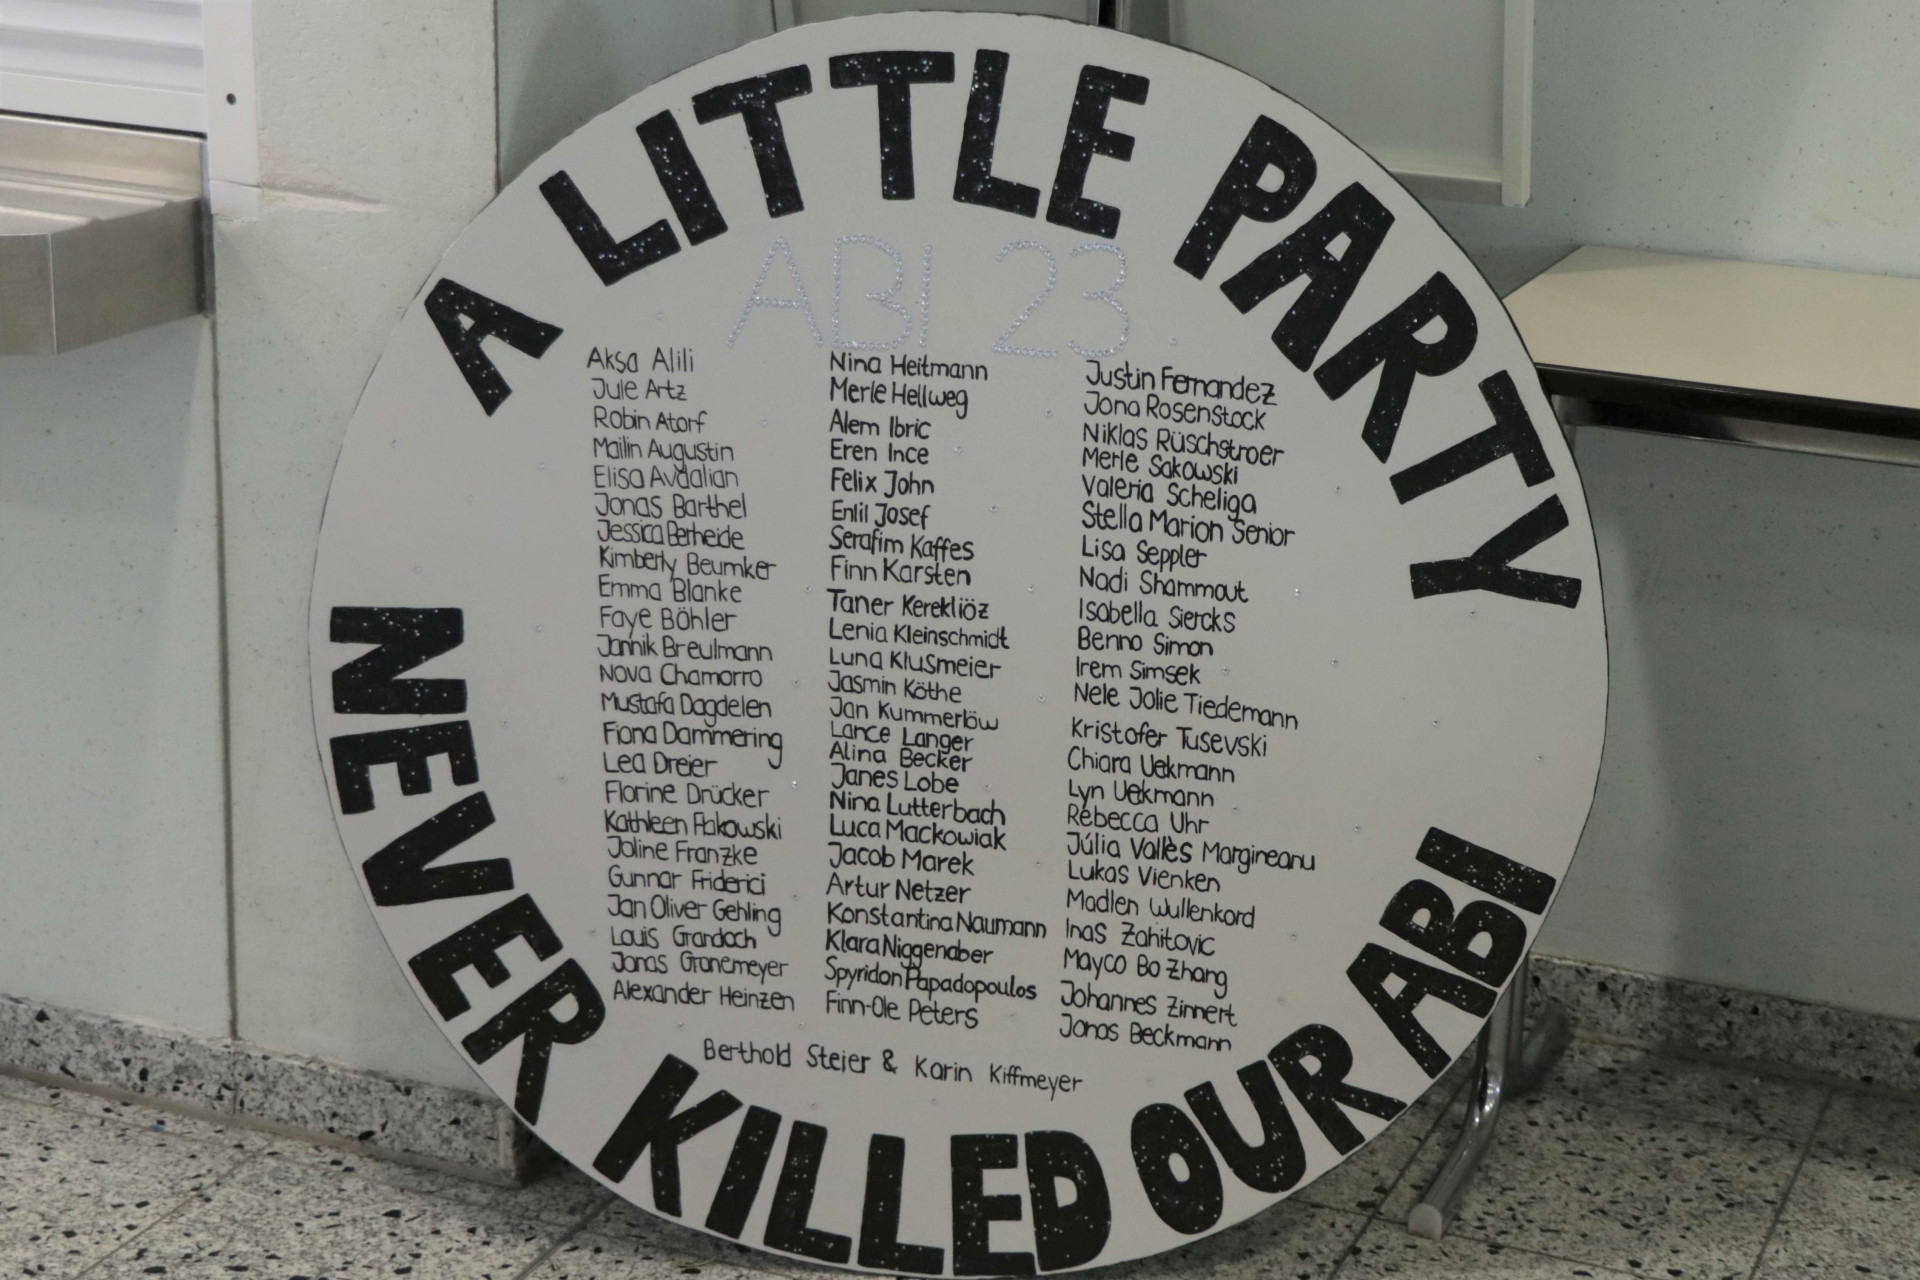 A LITTLE PARTY
NEVER KILLED OUR ABI
ABI 23
Aksa Alili
Jule Artz
Robin Atorf
Mailin Augustin
Elisa Avdalian
Jonas Barthel
Jessica Berheide
Kimberly Beumker
Emma Blanke
Faye Böhler
Jannik Breulmann
Nova Chamorro
Mustafa Dagdelen
Fiona Dammering
Lea Dreier
Florine Drücker
Kathleen
Joline Franzke
Gunnar Friderici
Jan Oliver Gehling
Louis Grandoch
Jonas Gronemeyer
Alexander Heinzen
Nina Heitmann
Merle Hellweg
Alem Ibric
Eren Ince
Felix John
Enlil Josef
Serafim Kaffes
Finn Karsten
Taner Kerekliöz
Lenia Kleinschmidt
Luna Klusmeier
Jasmin Köthe
Jan Kummerlöw
Lance Langer
Alina Becker
Janes Lobe
Nina Lutterbach
Luca Mackowiak
Jacob Marek
Artur Netzer
Konstantina Naumann
Klara Niggenaber
Spyridon Papadopoulos
Finn-Ole Peters
Justin Fernandez
Jona Rosenstock
Niklas Rüschstroer
Merle Sakowski
Valeria Scheliga
Stella Marion Senior
Lisa Seppler
Nadi Shammout
Isabella Siercks
Benno Simon
Irem Simsek
Nele Jolie Tiedemann
Kristofer Tusevski
Chiara Uekmann
Lyn Uekmann
Rebecca Uhr
Júlia Vallès Margineanu
Lukas Vienken
Madlen Wullenkord
Inas Zahitovic
Mayco Bo Zhang
Johannes Zinnert
Jonas Beckmann
Berthold Steier & Karin Kiffmeyer